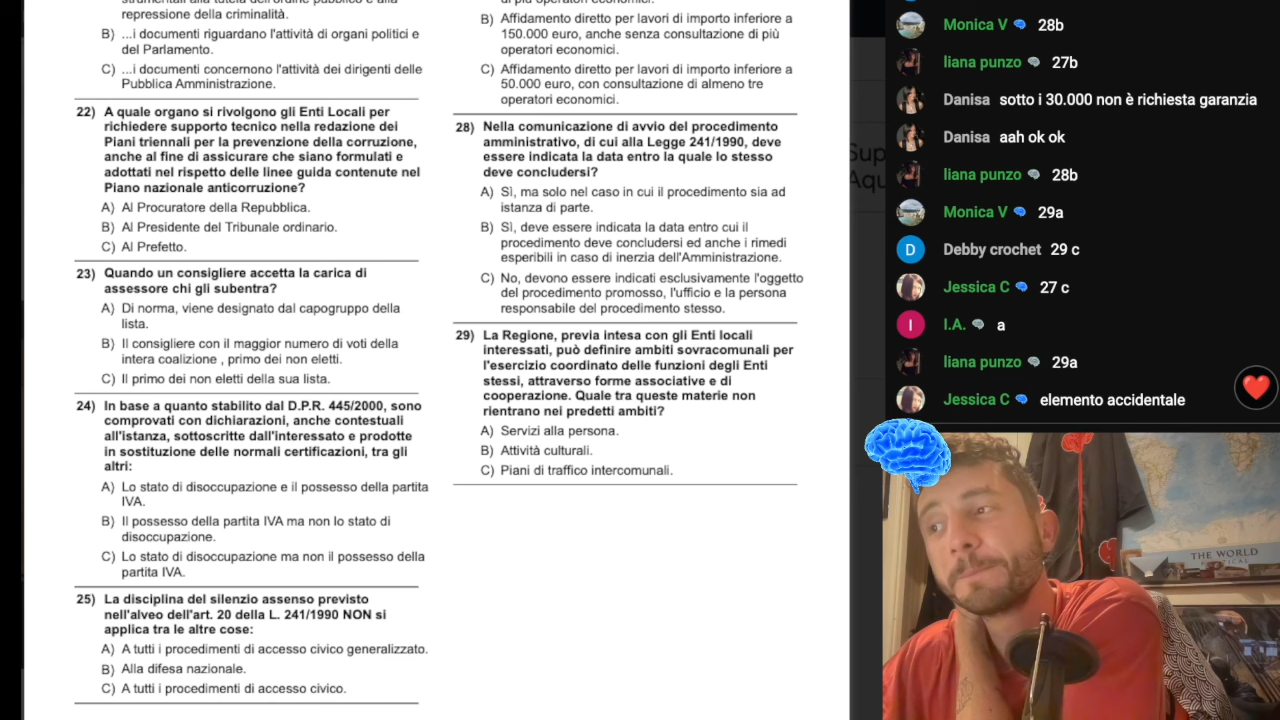 strumentali alla tutela dell'ordine pubblico e alla
repressione della criminalità.
B) ...i documenti riguardano l'attività di organi politici e
del Parlamento.
C) ...i documenti concernono l'attività dei dirigenti delle
Pubblica Amministrazione.
22) A quale organo si rivolgono gli Enti Locali per
richiedere supporto tecnico nella redazione dei
Piani triennali per la prevenzione della corruzione,
anche al fine di assicurare che siano formulati e
adottati nel rispetto delle linee guida contenute nel
Piano nazionale anticorruzione?
A) Al Procuratore della Repubblica.
B) Al Presidente del Tribunale ordinario.
C) Al Prefetto.
23) Quando un consigliere accetta la carica di
assessore chi gli subentra?
A) Di norma, viene designato dal capogruppo della
lista.
B) Il consigliere con il maggior numero di voti della
intera coalizione , primo dei non eletti.
C) Il primo dei non eletti della sua lista.
24) In base a quanto stabilito dal D.P.R. 445/2000, sono
comprovati con dichiarazioni, anche contestuali
all'istanza, sottoscritte dall'interessato e prodotte
in sostituzione delle normali certificazioni, tra gli
altri:
A) Lo stato di disoccupazione e il possesso della partita
IVA.
B) Il possesso della partita IVA ma non lo stato di
disoccupazione.
C) Lo stato di disoccupazione ma non il possesso della
partita IVA.
25) La disciplina del silenzio assenso previsto
nell'alveo dell'art. 20 della L. 241/1990 NON si
applica tra le altre cose:
A) A tutti i procedimenti di accesso civico generalizzato.
B) Alla difesa nazionale.
C) A tutti i procedimenti di accesso civico.
di più operatori economici.
B) Affidamento diretto per lavori di importo inferiore a
150.000 euro, anche senza consultazione di più
operatori economici.
C) Affidamento diretto per lavori di importo inferiore a
50.000 euro, con consultazione di almeno tre
operatori economici.
28) Nella comunicazione di avvio del procedimento
amministrativo, di cui alla Legge 241/1990, deve
essere indicata la data entro la quale lo stesso
deve concludersi?
A) Sì, ma solo nel caso in cui il procedimento sia ad
istanza di parte.
B) Sì, deve essere indicata la data entro cui il
procedimento deve concludersi ed anche i rimedi
esperibili in caso di inerzia dell'Amministrazione.
C) No, devono essere indicati esclusivamente l'oggetto
del procedimento promosso, l'ufficio e la persona
responsabile del procedimento stesso.
29) La Regione, previa intesa con gli Enti locali
interessati, può definire ambiti sovracomunali per
l'esercizio coordinato delle funzioni degli Enti
stessi, attraverso forme associative e di
cooperazione. Quale tra queste materie non
rientrano nei predetti ambiti?
A) Servizi alla persona.
B) Attività culturali.
C) Piani di traffico intercomunali.
Sup
Aqu
Monica V 28b
liana punzo 27b
Danisa sotto i 30.000 non è richiesta garanzia
Danisa aah ok ok
liana punzo 28b
Monica V 29a
D Debby crochet 29 c
Jessica C 27 c
I I.A. a
liana punzo 29a
Jessica C elemento accidentale
THE WORLD